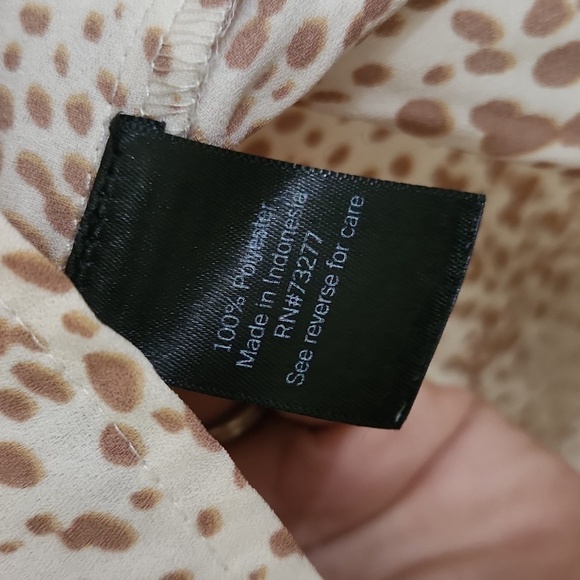 100% Polyester
Made in Indonesia
RN#73277
See reverse for care